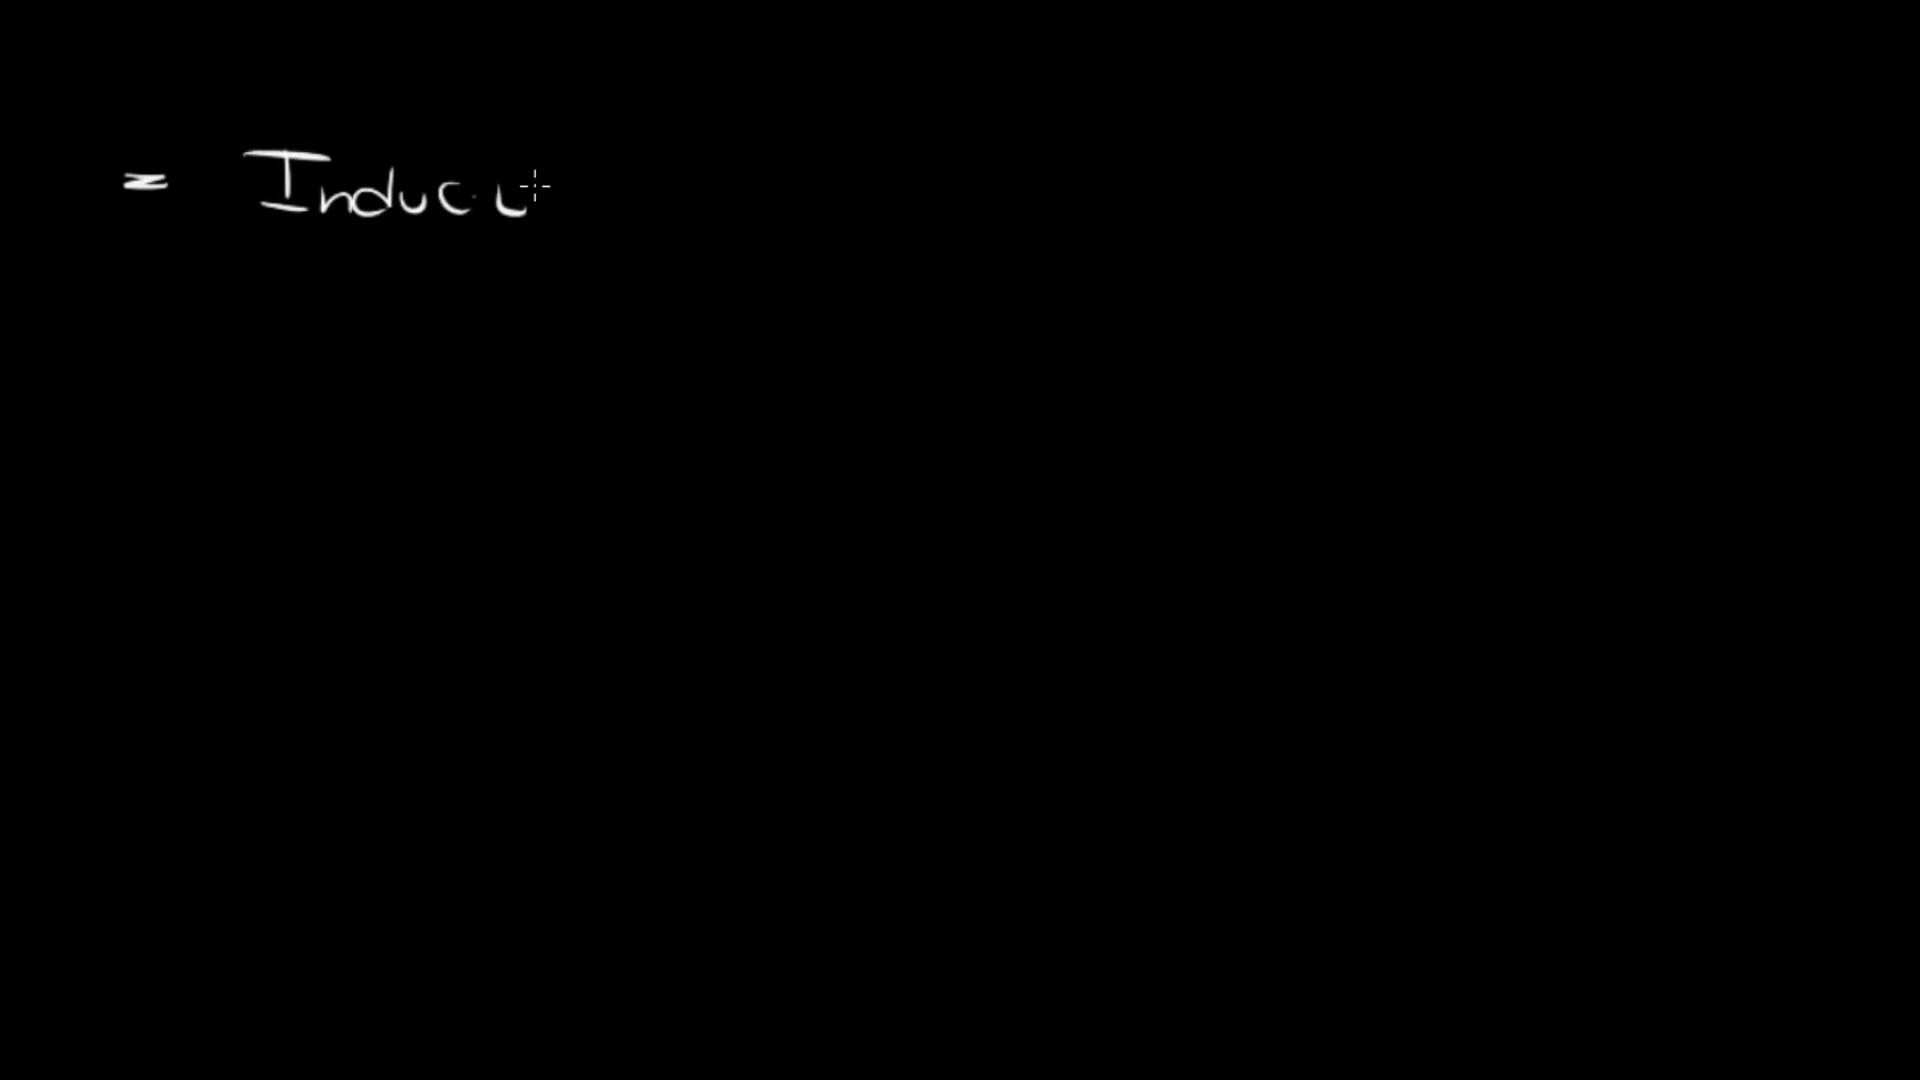 = Induc